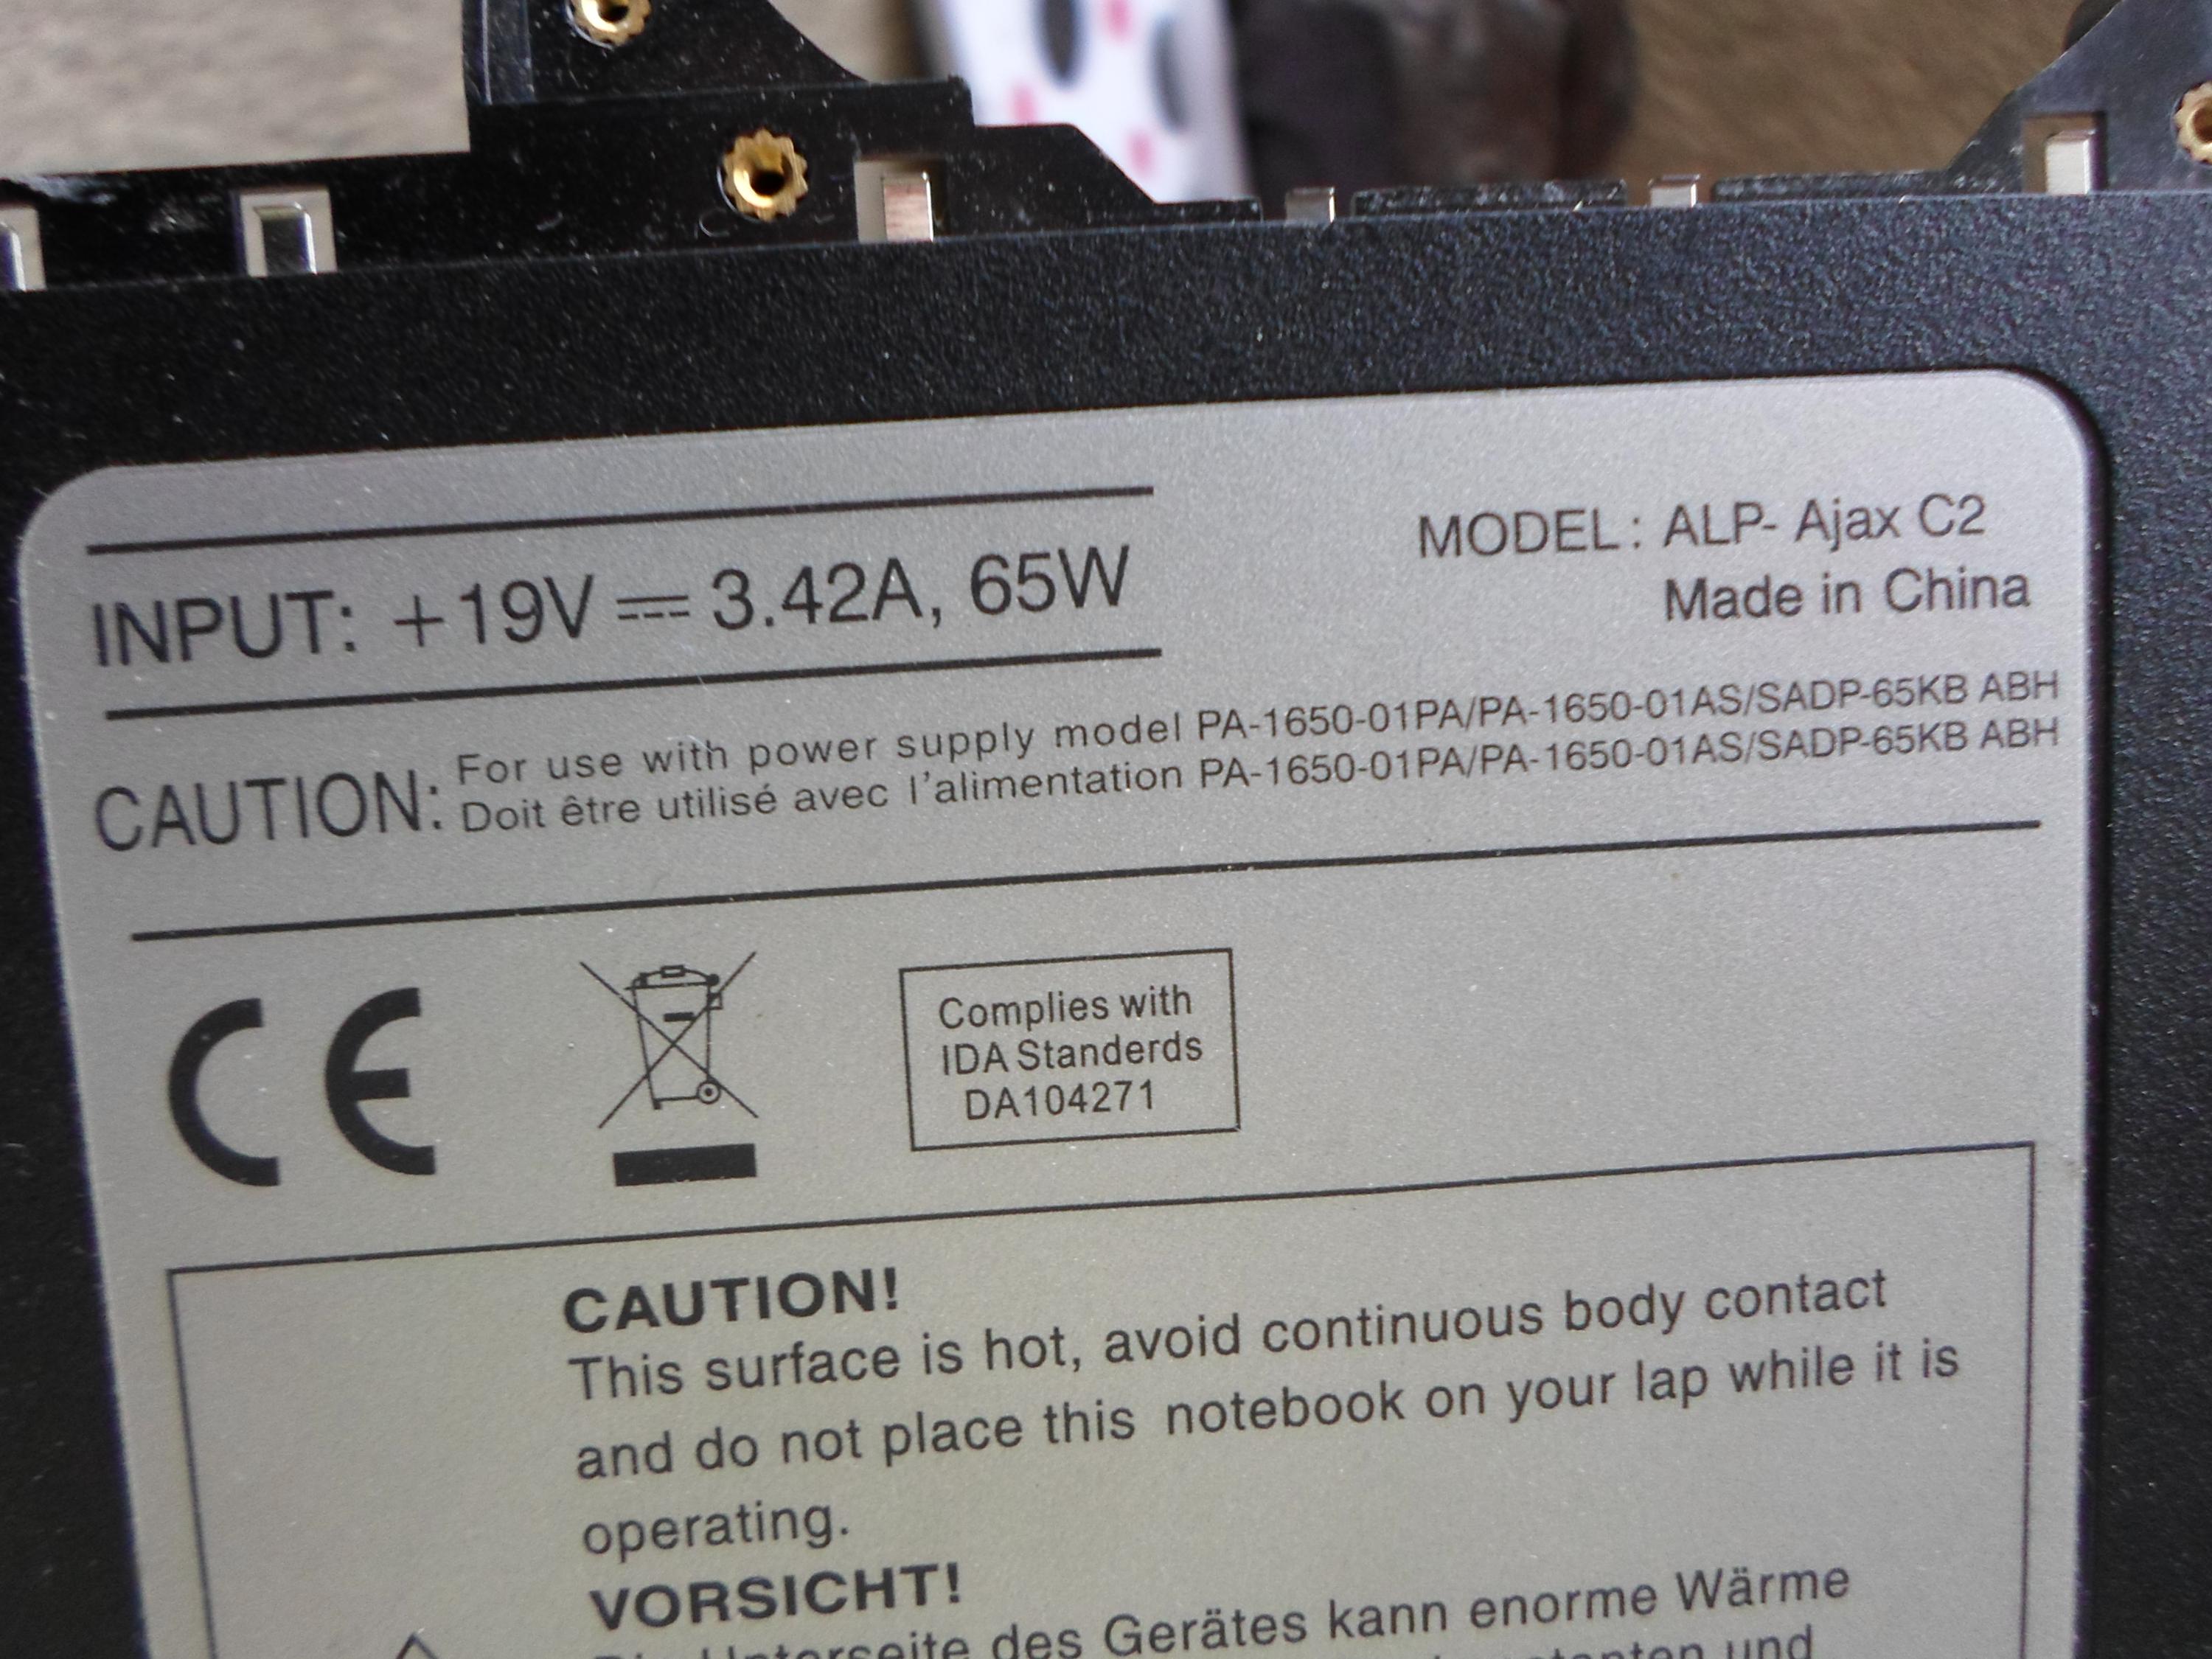 INPUT: +19V ⎓ 3.42A, 65W
MODEL: ALP- Ajax C2
Made in China
CAUTION: For use with power supply model PA-1650-01PA/PA-1650-01AS/SADP-65KB ABH
Doit être utilisé avec l'alimentation PA-1650-01PA/PA-1650-01AS/SADP-65KB ABH
CE
Complies with
IDA Standerds
DA104271
CAUTION!
This surface is hot, avoid continuous body contact
and do not place this notebook on your lap while it is
operating.
VORSICHT!
Die Unterseite des Gerätes kann enorme Wärme
und